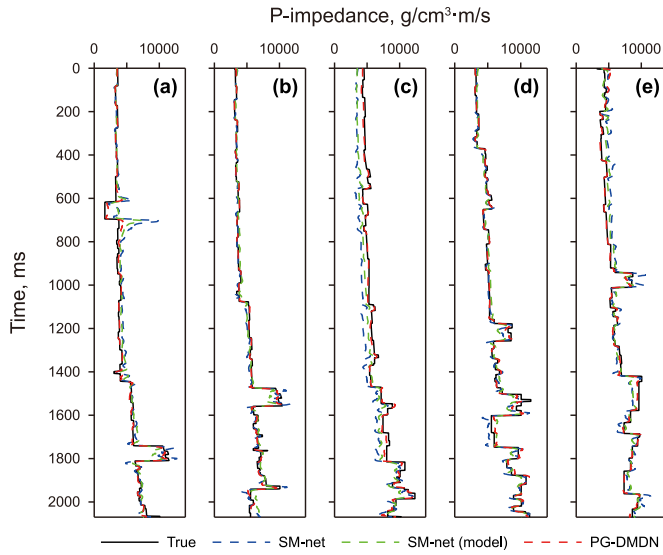 P-impedance, g/cm³·m/s
0 10000 0 10000 0 10000 0 10000 0 10000
(a) (b) (c) (d) (e)
Time, ms
0
200
400
600
800
1000
1200
1400
1600
1800
2000
True SM-net SM-net (model) PG-DMDN